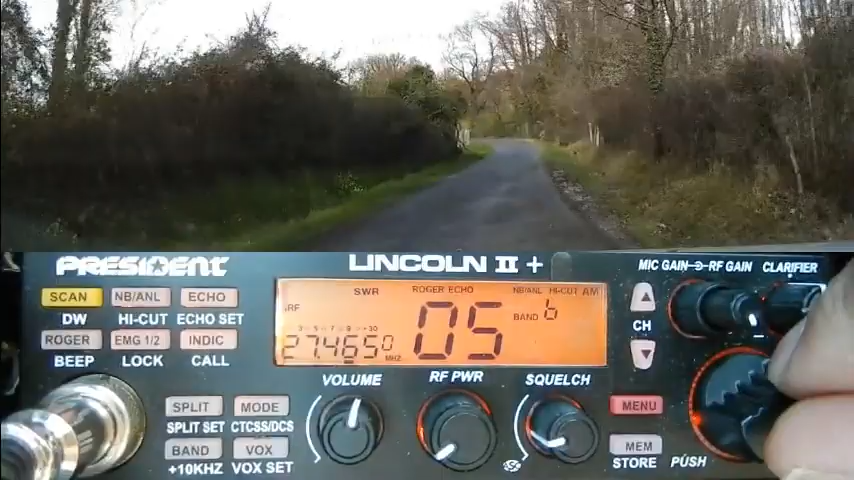 PRESIDENT LINCOLN II + MIC GAIN RF GAIN CLARIFIER
SCAN NB/ANL ECHO
DW HI-CUT ECHO SET
ROGER EMG 1/2 INDIC
BEEP LOCK CALL
SWR ROGER ECHO NB/ANL HI-CUT AM
RF
05 BAND b
27.4650 MHZ
CH
VOLUME RF PWR SQUELCH
SPLIT MODE
SPLIT SET CTCSS/DCS
BAND VOX
+10KHZ VOX SET
MENU
MEM
STORE PUSH